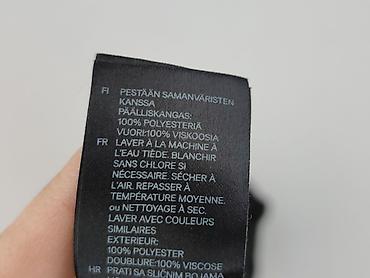 FI PESTÄÄN SAMANVÄRISTEN
KANSSA
PÄÄLLISKANGAS:
100% POLYESTERIÄ
VUORI:100% VISKOOSIA
FR LAVER À LA MACHINE À
L'EAU TIÈDE. BLANCHIR
SANS CHLORE SI
NÉCESSAIRE. SÉCHER À
L'AIR. REPASSER À
TEMPÉRATURE MOYENNE.
ou NETTOYAGE À SEC.
LAVER AVEC COULEURS
SIMILAIRES
EXTERIEUR:
100% POLYESTER
DOUBLURE:100% VISCOSE
HR PRATI SA SLIČNIM BOJAMA